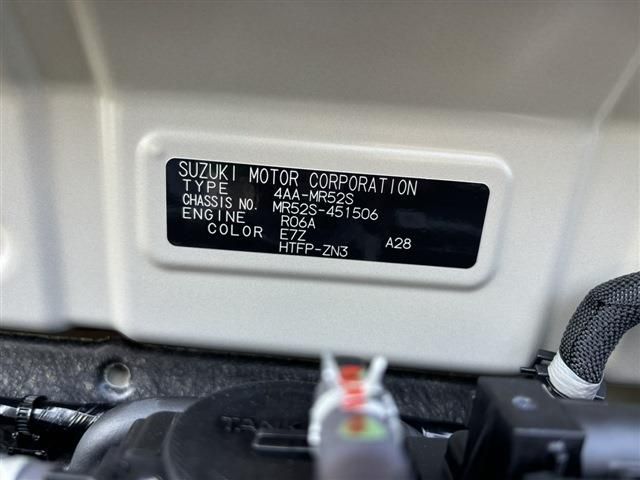 SUZUKI MOTOR CORPORATION
TYPE 4AA-MR52S
CHASSIS NO. MR52S-451506
ENGINE R06A
COLOR E7Z A28
HTFP-ZN3